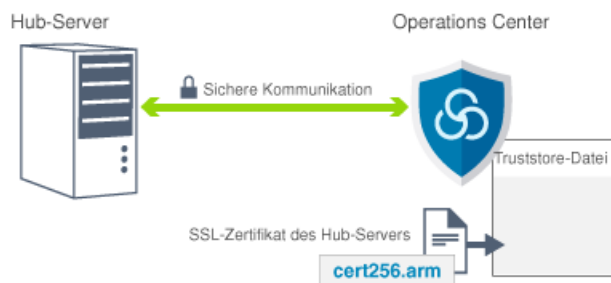 Hub-Server
Operations Center
Sichere Kommunikation
Truststore-Datei
SSL-Zertifikat des Hub-Servers
cert256.arm